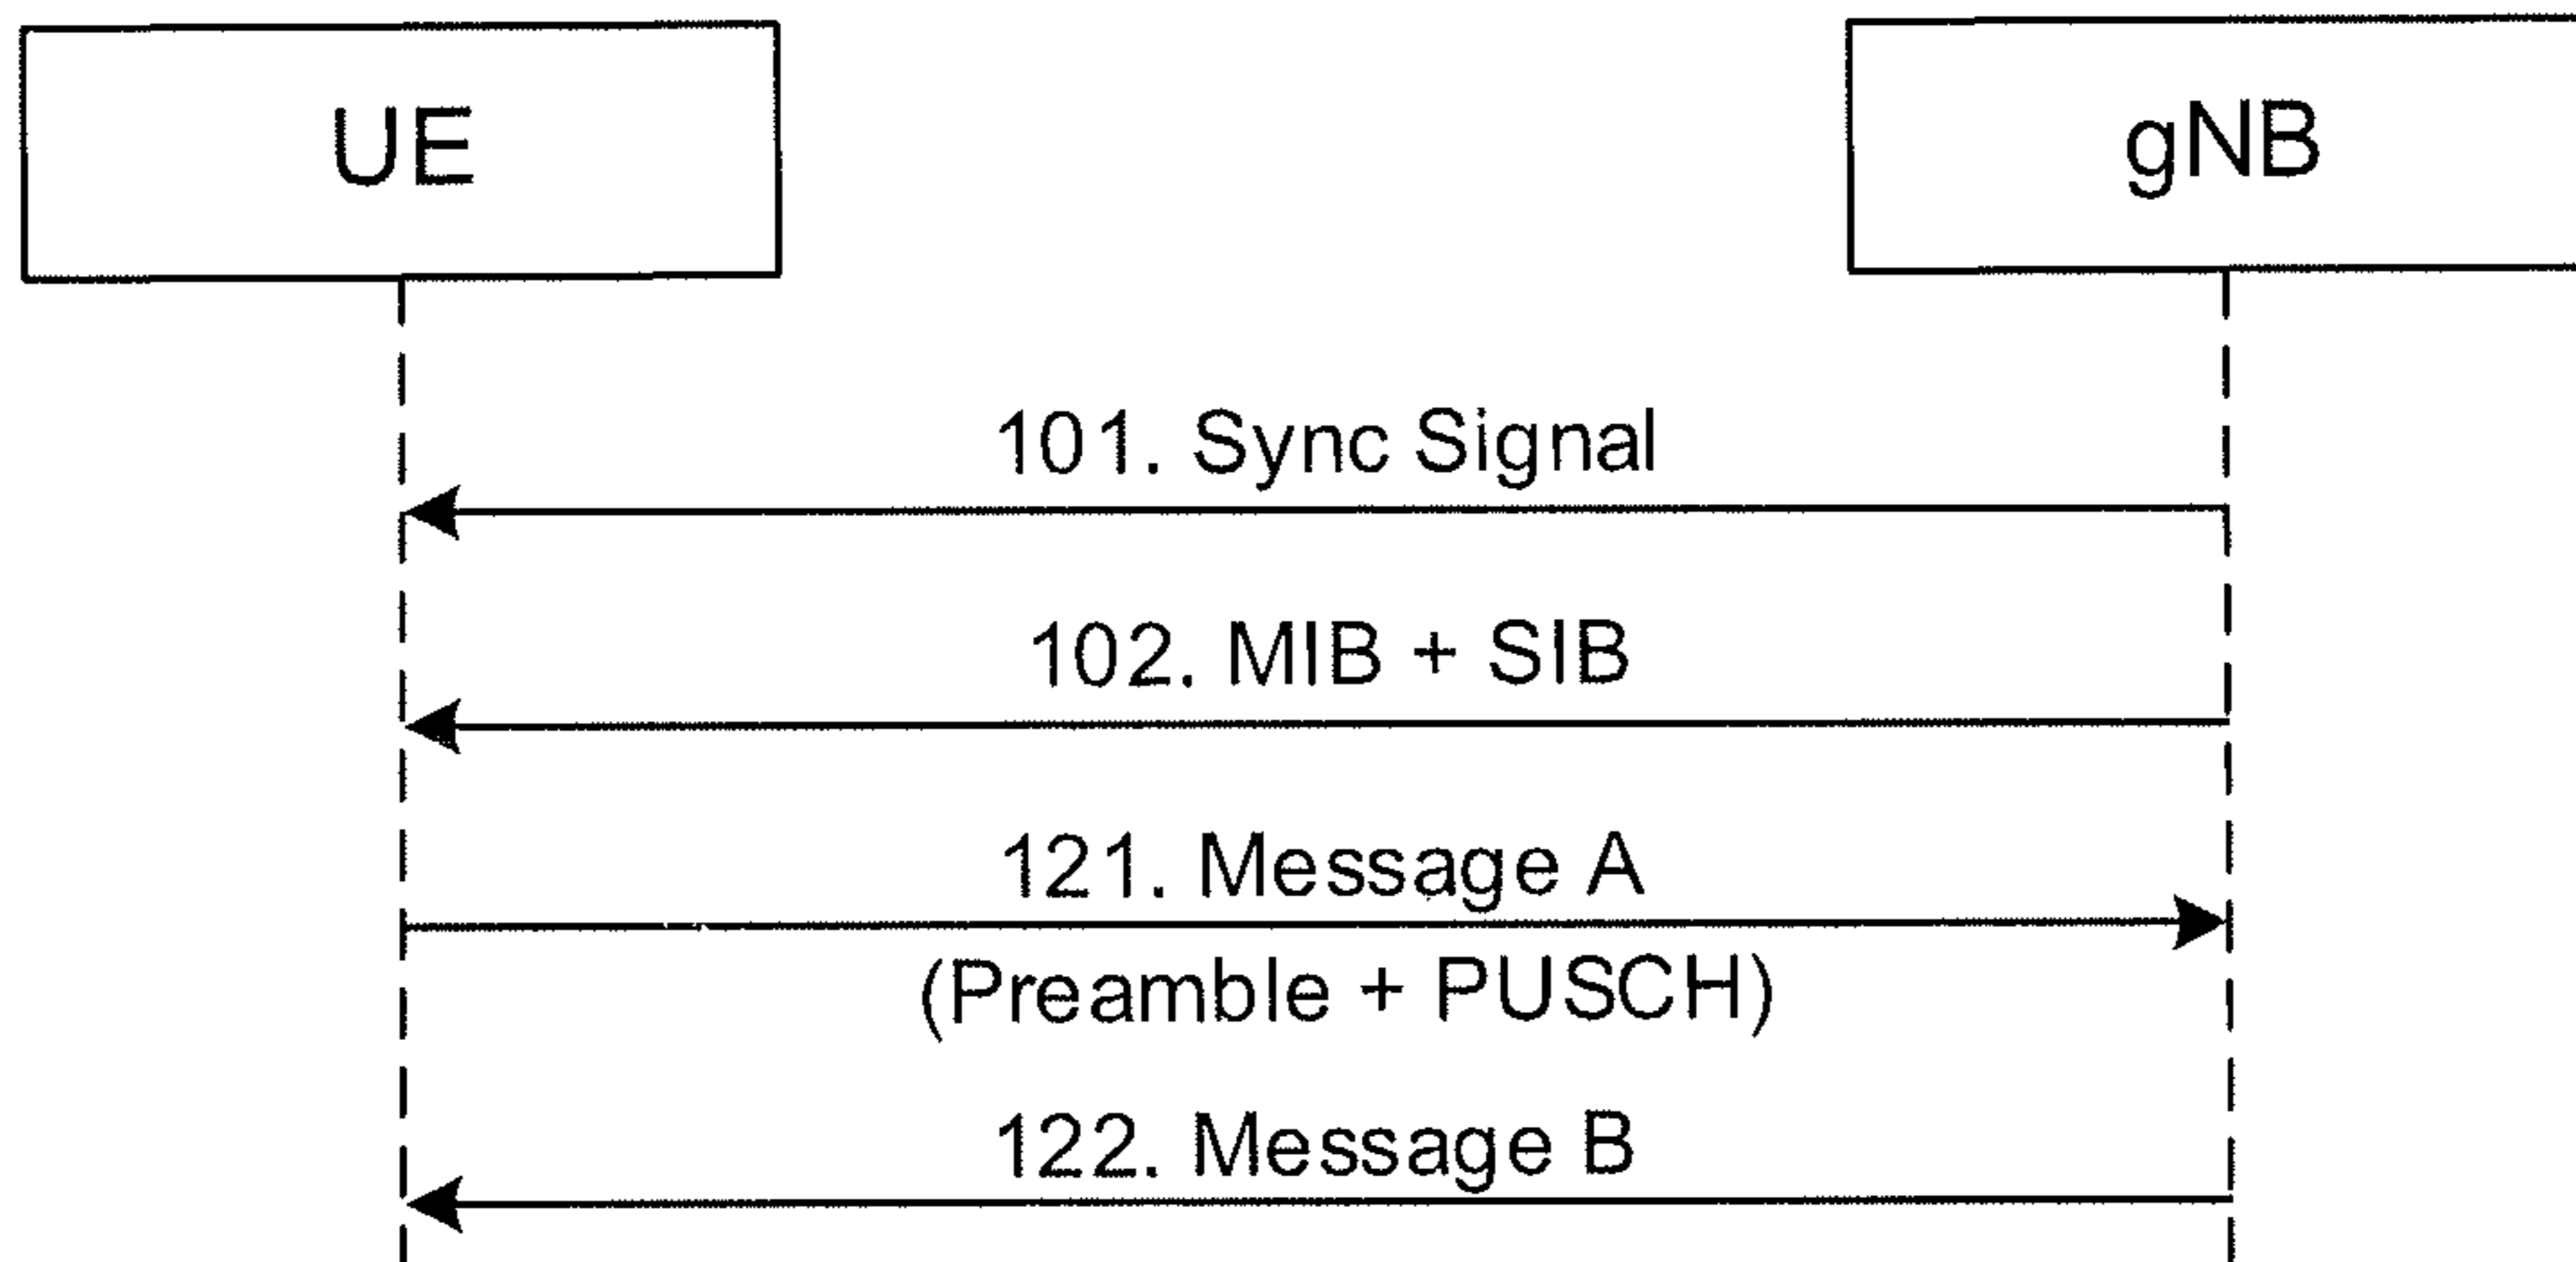 UE
gNB
101. Sync Signal
102. MIB + SIB
121. Message A
(Preamble + PUSCH)
122. Message B